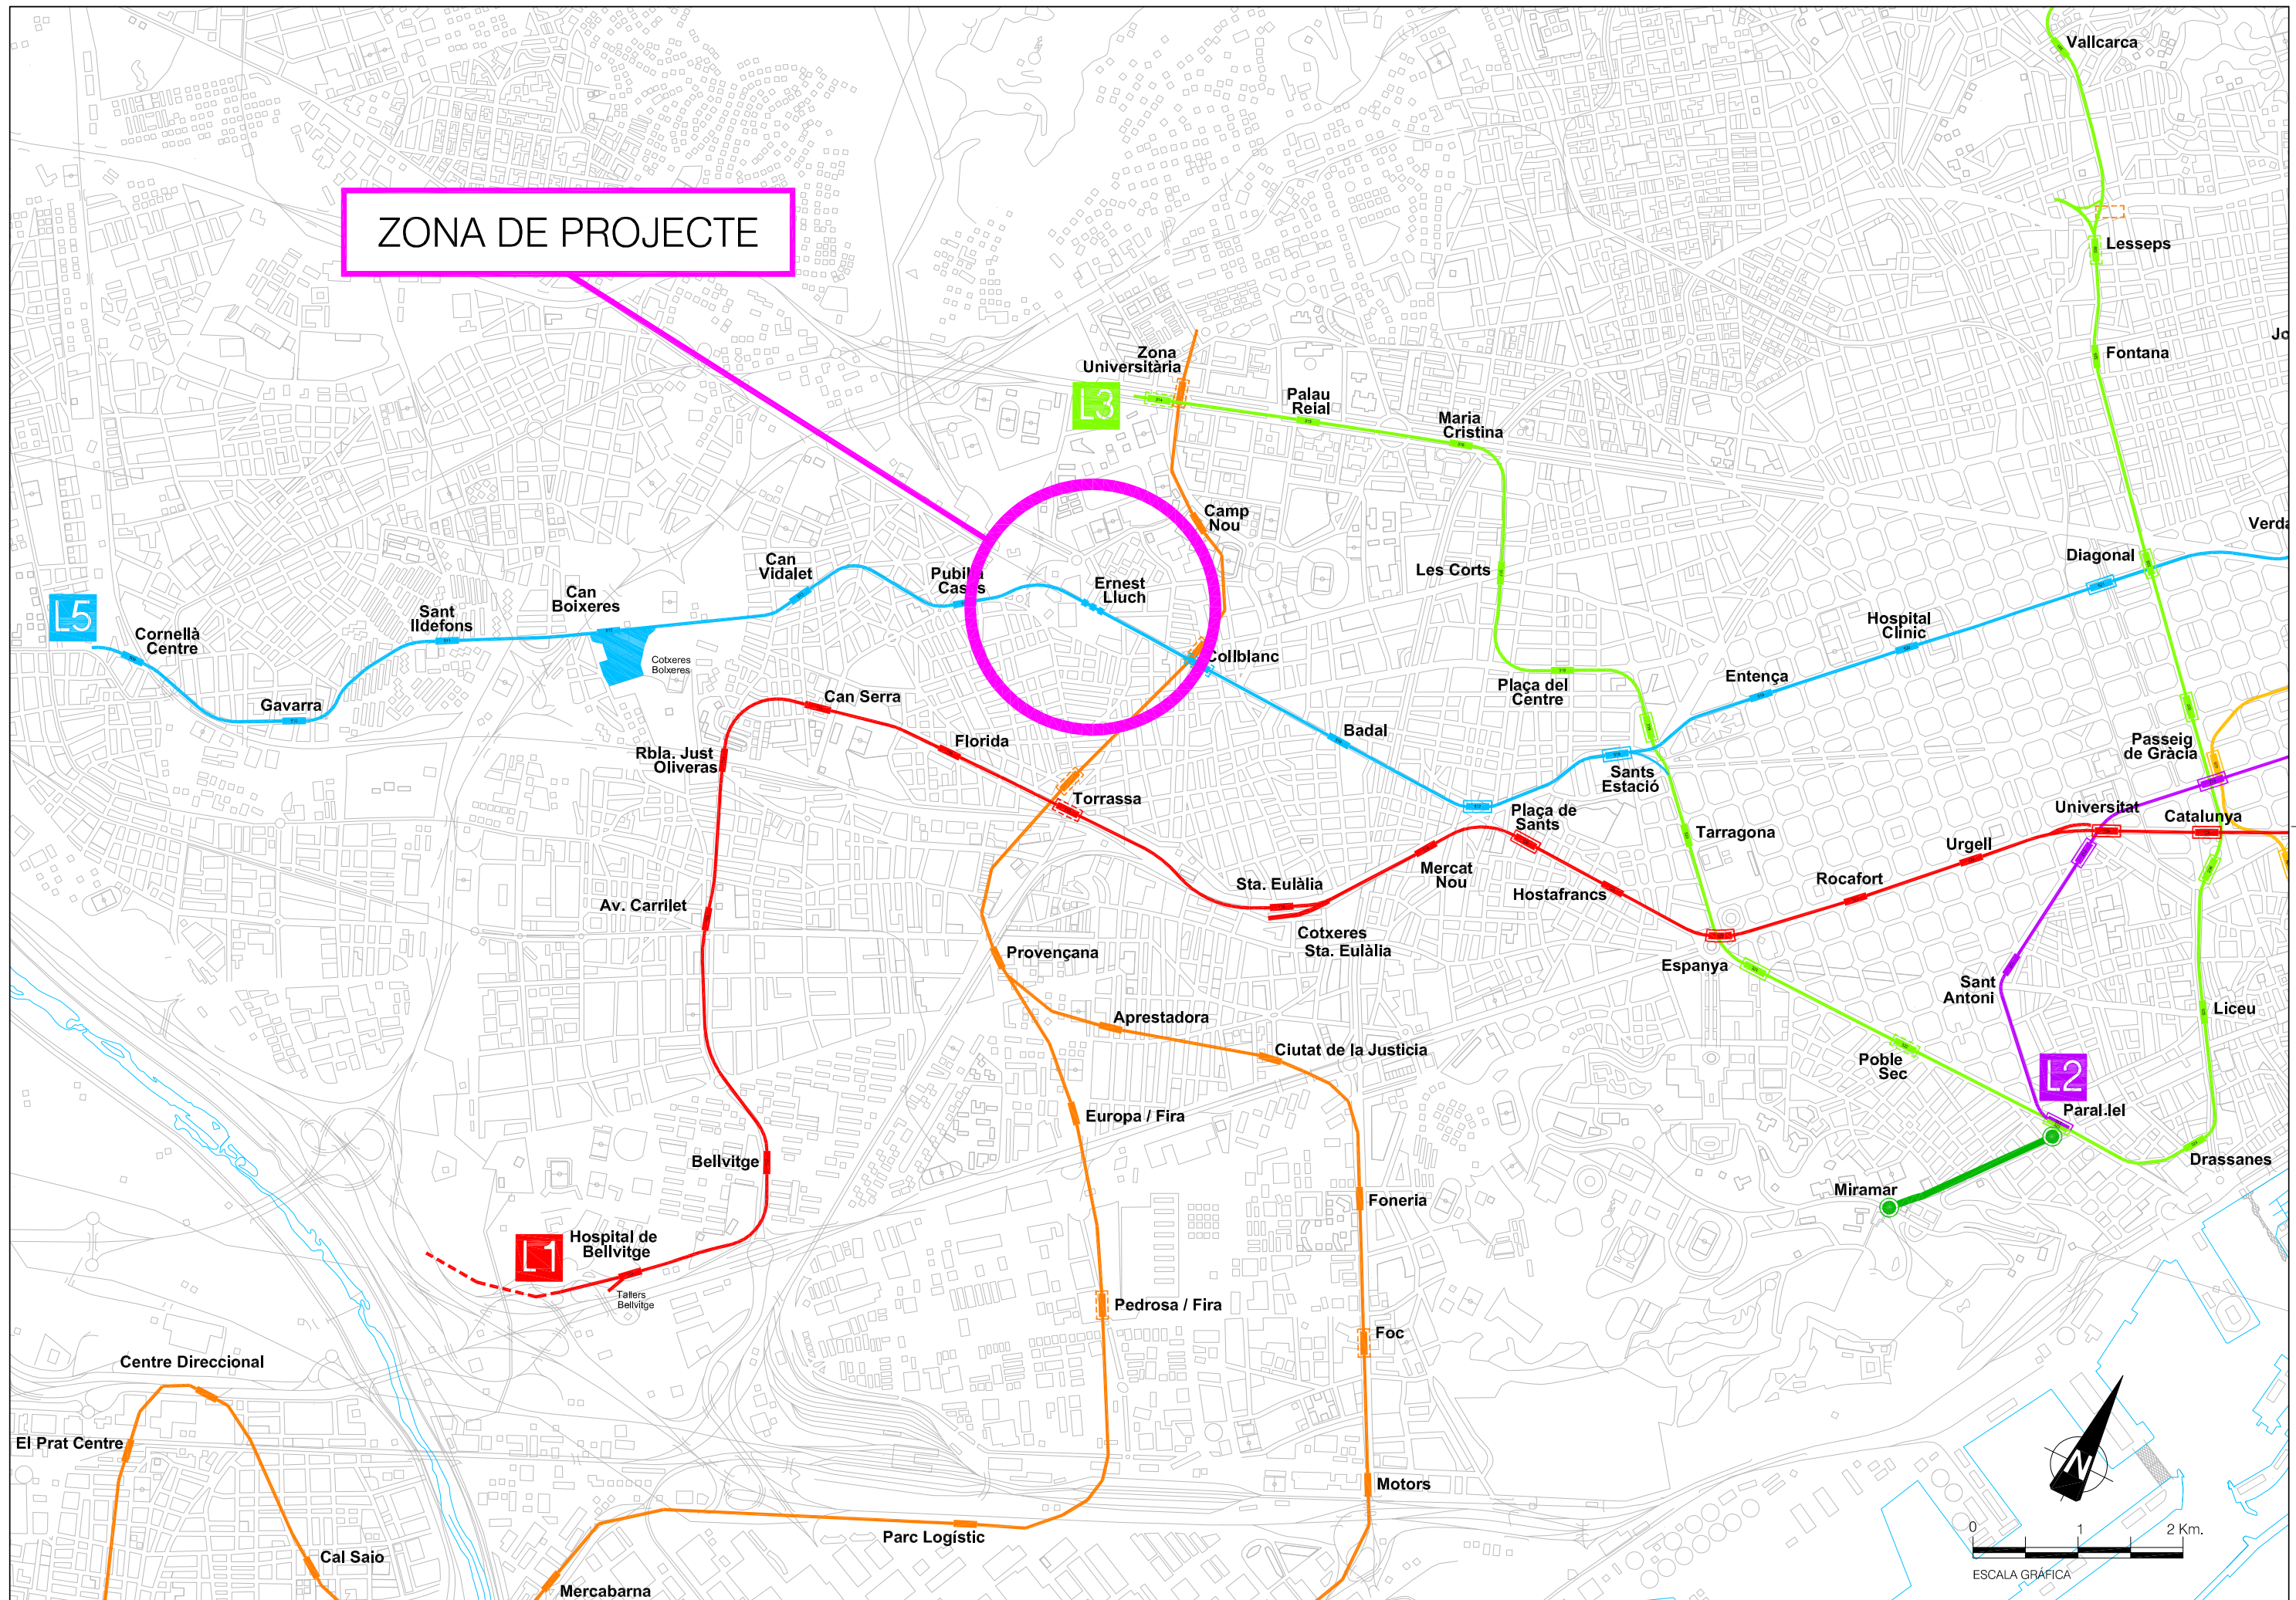 Vallcarca
ZONA DE PROJECTE
Lesseps
Fontana
Zona
Universitària
L3
Palau
Reial
Maria
Cristina
Camp
Nou
Diagonal
Les Corts
Can
Vidalet
Pubilla
Cases
Ernest
Lluch
Can
Boixeres
L5
Sant
Ildefons
Cornellà
Centre
Hospital
Clínic
Cotxeres
Boixeres
Collblanc
Entença
Plaça del
Centre
Can Serra
Gavarra
Badal
Florida
Rbla. Just
Oliveras
Passeig
de Gràcia
Sants
Estació
Torrassa
Plaça de
Sants
Universitat
Catalunya
Tarragona
Urgell
Mercat
Nou
Rocafort
Sta. Eulàlia
Hostafrancs
Av. Carrilet
Cotxeres
Sta. Eulàlia
Provençana
Espanya
Sant
Antoni
Liceu
Aprestadora
Ciutat de la Justicia
Poble
Sec
L2
Europa / Fira
Paral.lel
Bellvitge
Drassanes
Miramar
Foneria
L1
Hospital de
Bellvitge
Tallers
Bellvitge
Pedrosa / Fira
Foc
Centre Direccional
El Prat Centre
N
Motors
Parc Logístic
0 1 2 Km.
Cal Saio
ESCALA GRÁFICA
Mercabarna